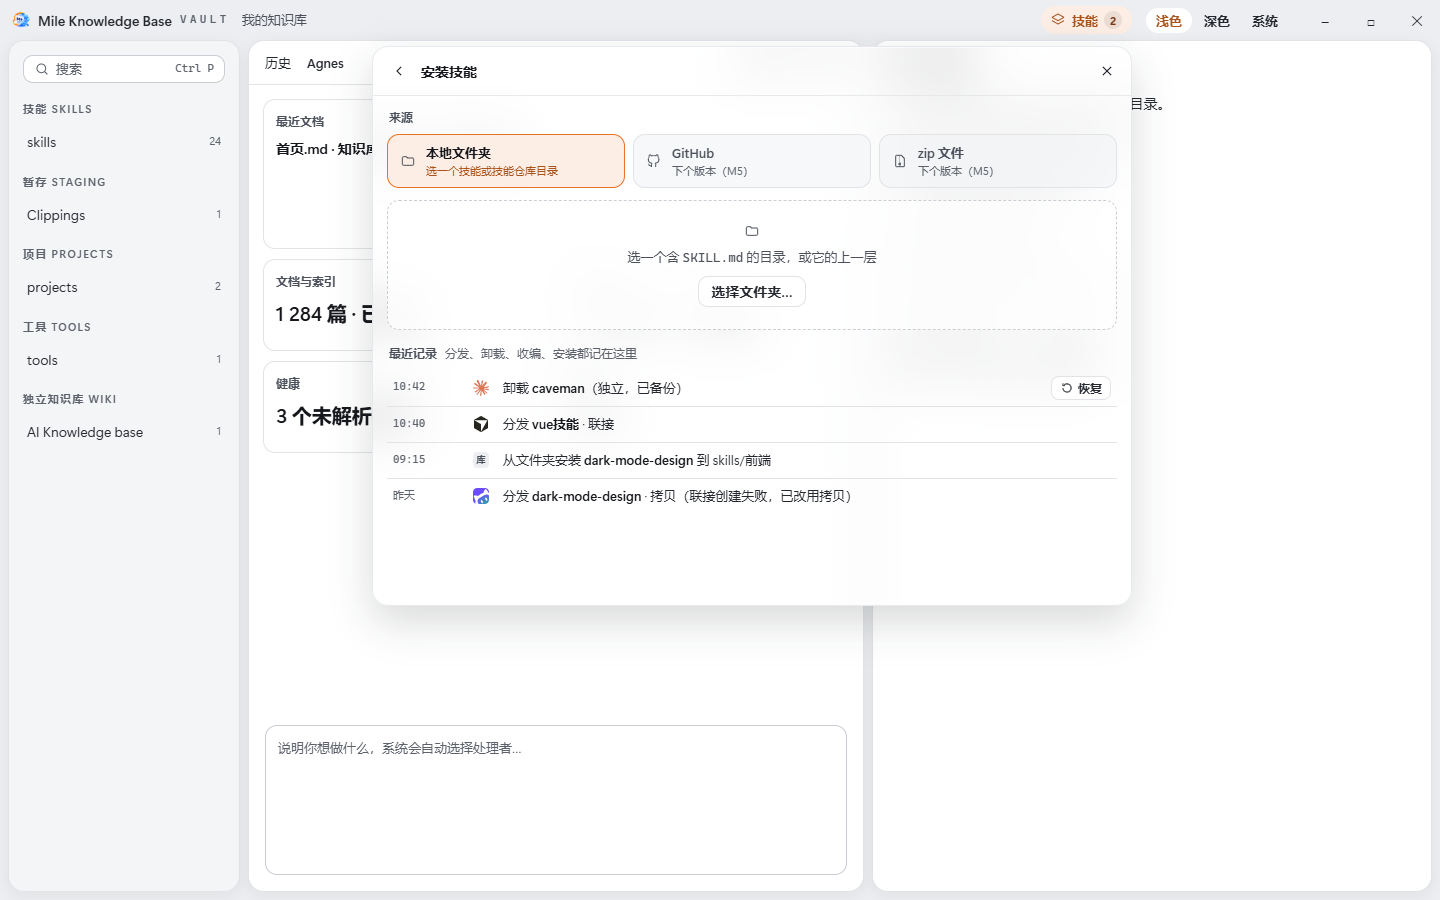 Mile Knowledge Base VAULT 我的知识库
技能 2 浅色 深色 系统
搜索 Ctrl P
技能 SKILLS
skills 24
暂存 STAGING
Clippings 1
项目 PROJECTS
projects 2
工具 TOOLS
tools 1
独立知识库 WIKI
AI Knowledge base 1
历史 Agnes
最近文档
首页.md · 知识
文档与索引
1 284 篇 ·
健康
3 个未解析
说明你想做什么，系统会自动选择处理者...
目录。
安装技能
来源
本地文件夹
选一个技能或技能仓库目录
GitHub
下个版本（M5）
zip 文件
下个版本（M5）
选一个含 SKILL.md 的目录，或它的上一层
选择文件夹...
最近记录 分发、卸载、收编、安装都记在这里
10:42 卸载 caveman（独立，已备份） 恢复
10:40 分发 vue技能 · 联接
09:15 库 从文件夹安装 dark-mode-design 到 skills/前端
昨天 分发 dark-mode-design · 拷贝（联接创建失败，已改用拷贝）